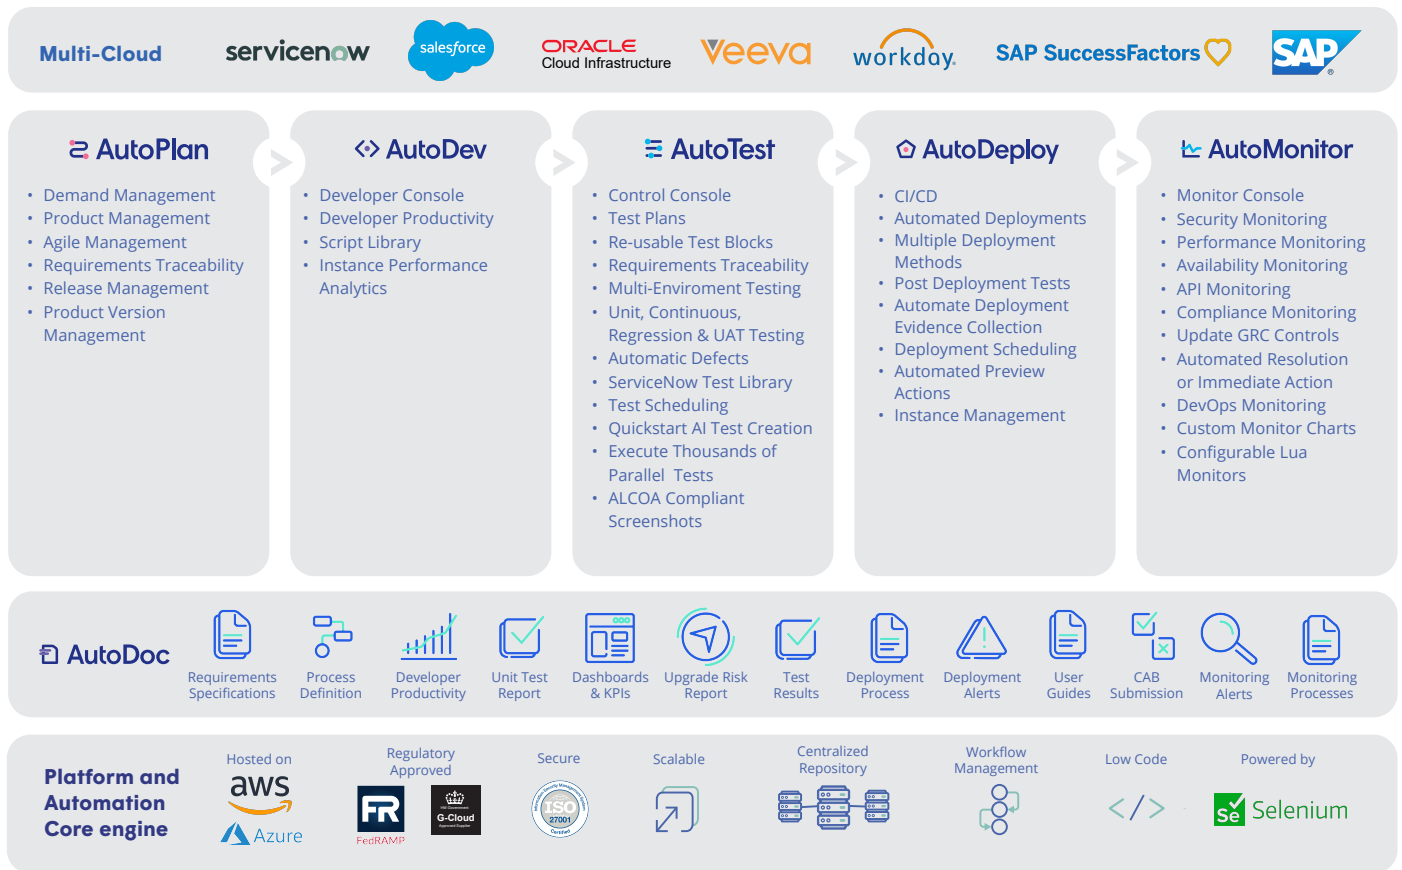 Multi-Cloud
servicenow
salesforce
ORACLE
Cloud Infrastructure
Veeva
workday.
SAP SuccessFactors
SAP
®
AutoPlan
• Demand Management
• Product Management
• Agile Management
• Requirements Traceability
• Release Management
• Product Version
Management
AutoDev
• Developer Console
• Developer Productivity
• Script Library
• Instance Performance
Analytics
AutoTest
• Control Console
• Test Plans
• Re-usable Test Blocks
• Requirements Traceability
• Multi-Enviroment Testing
• Unit, Continuous,
Regression & UAT Testing
• Automatic Defects
• ServiceNow Test Library
• Test Scheduling
• Quickstart AI Test Creation
• Execute Thousands of
Parallel Tests
• ALCOA Compliant
Screenshots
AutoDeploy
• CI/CD
• Automated Deployments
• Multiple Deployment
Methods
• Post Deployment Tests
• Automate Deployment
Evidence Collection
• Deployment Scheduling
• Automated Preview
Actions
• Instance Management
AutoMonitor
• Monitor Console
• Security Monitoring
• Performance Monitoring
• Availability Monitoring
• API Monitoring
• Compliance Monitoring
• Update GRC Controls
• Automated Resolution
or Immediate Action
• DevOps Monitoring
• Custom Monitor Charts
• Configurable Lua
Monitors
AutoDoc
Requirements
Specifications
Process
Definition
Developer
Productivity
Unit Test
Report
Dashboards
& KPIs
Upgrade Risk
Report
Test
Results
Deployment
Process
Deployment
Alerts
User
Guides
CAB
Submission
Monitoring
Alerts
Monitoring
Processes
Platform and
Automation
Core engine
Hosted on
aws
Azure
Regulatory
Approved
FR
FedRAMP
HM Government
G-Cloud
Approved Supplier
Secure
Information Security Management System
ISO
27001
Certified
Scalable
Centralized
Repository
Workflow
Management
Low Code
Powered by
Se
Selenium